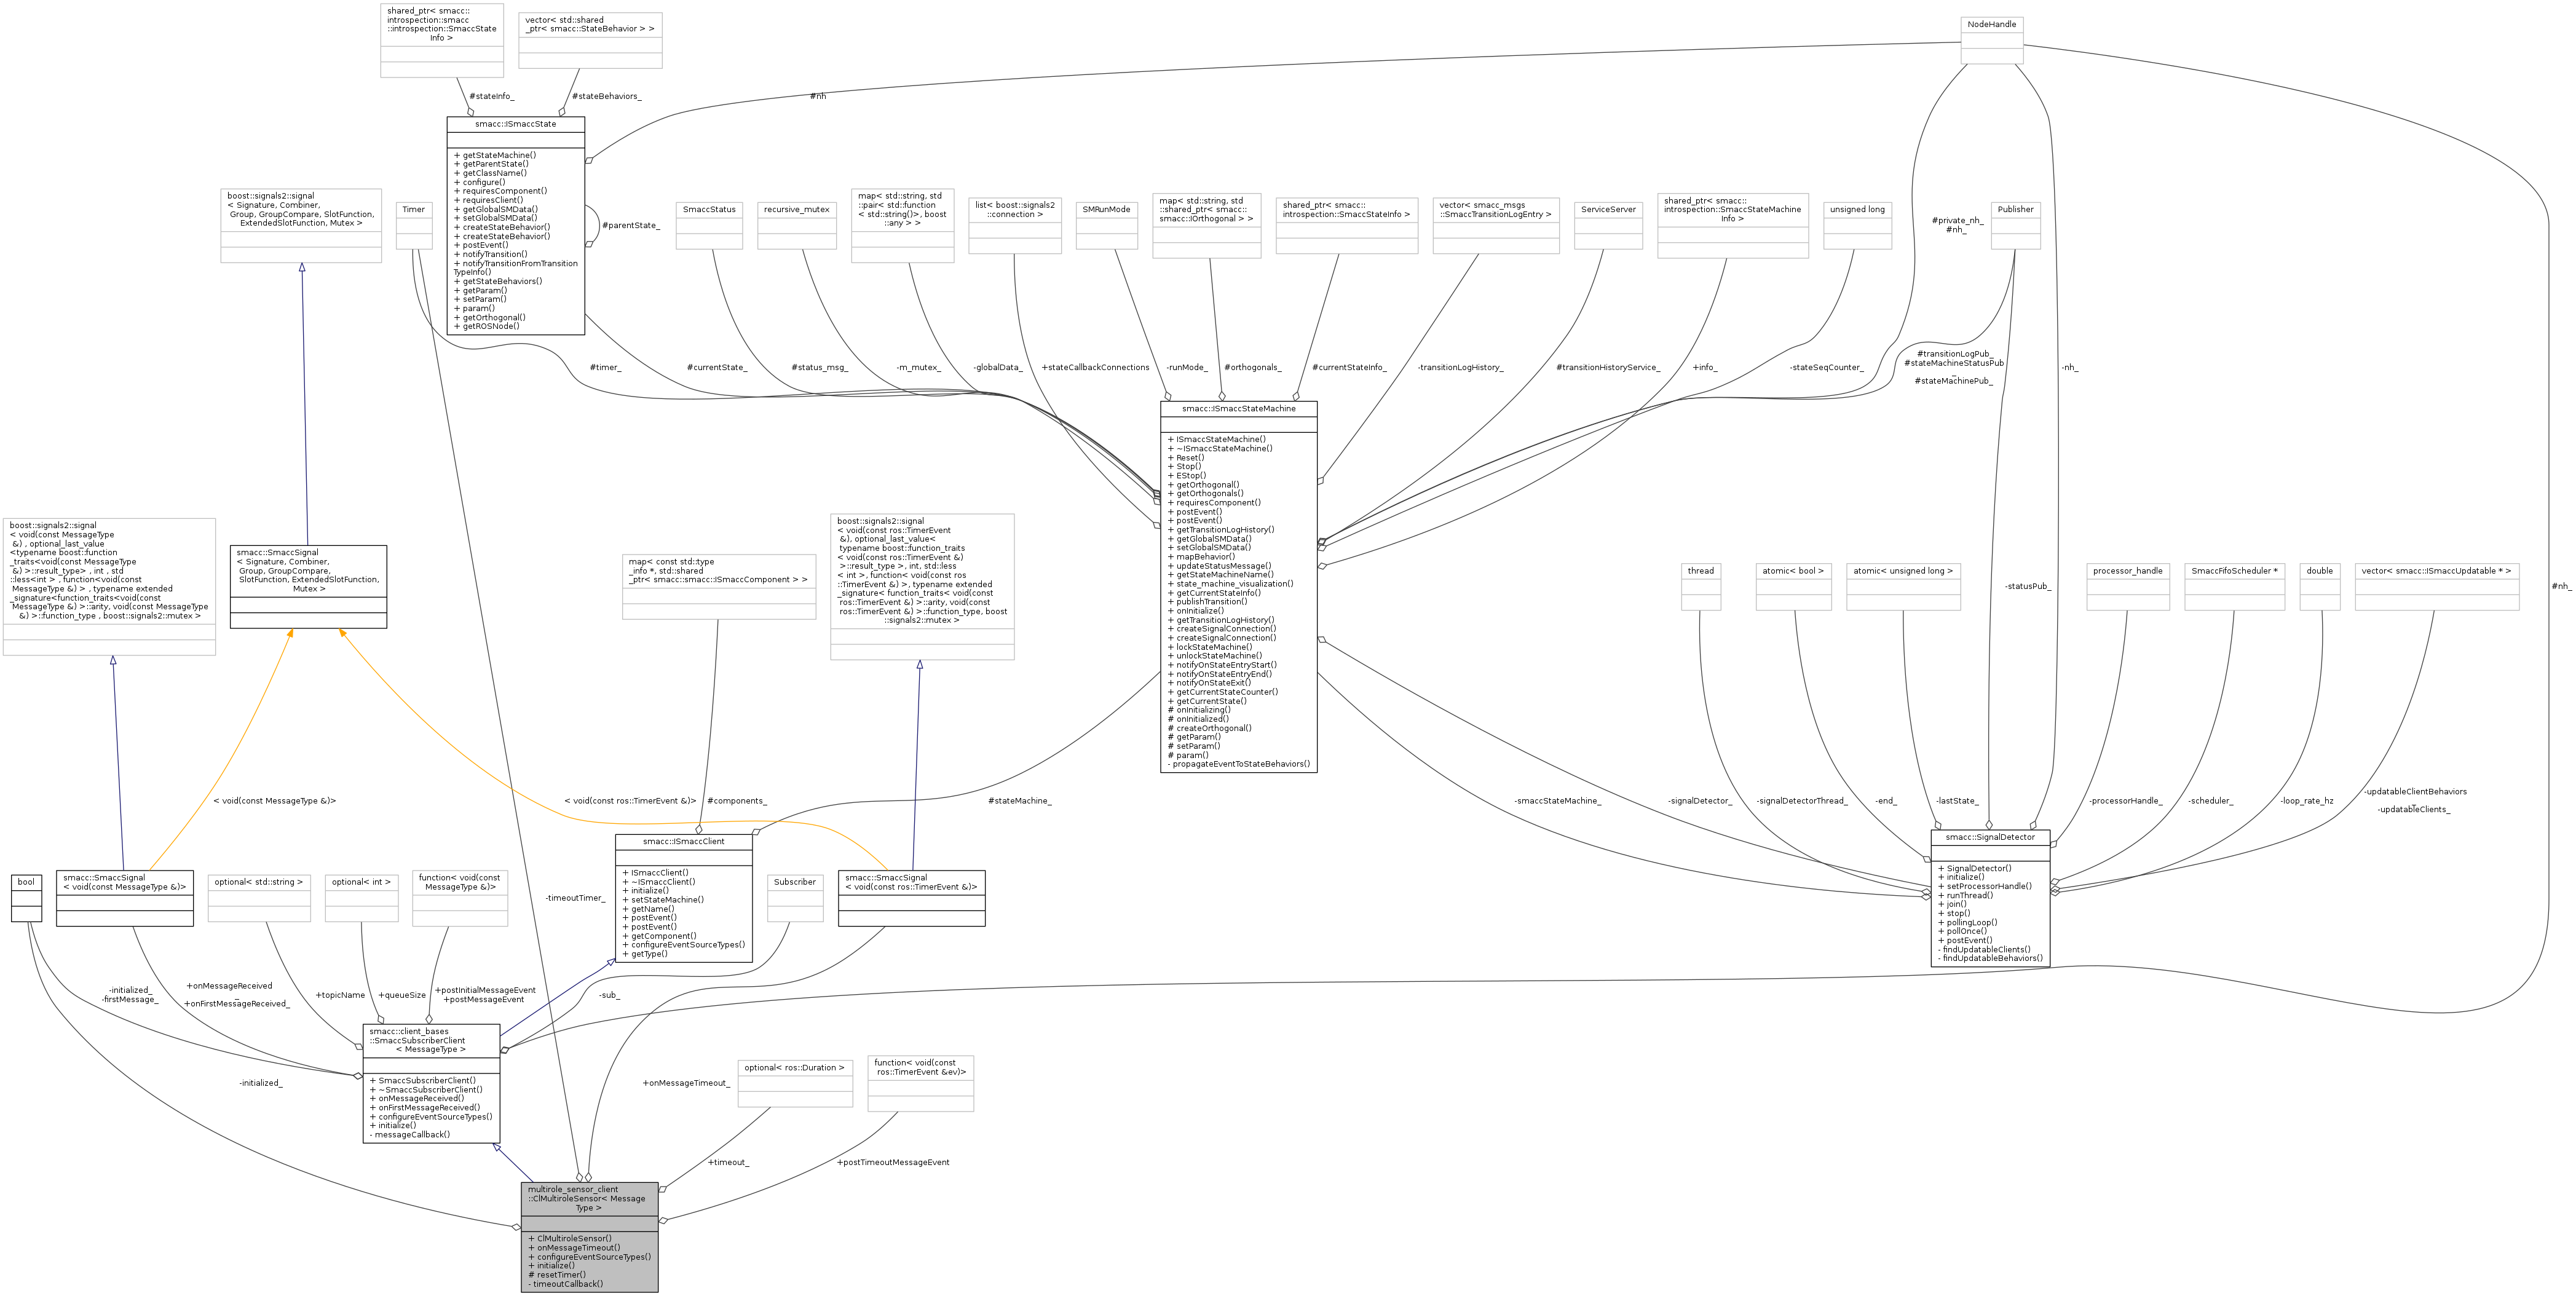 shared_ptr< smacc::
introspection::smacc
::introspection::SmaccState
Info >
vector< std::shared
_ptr< smacc::StateBehavior > >
NodeHandle
#stateInfo_
#stateBehaviors_
#nh
smacc::ISmaccState
+ getStateMachine()
+ getParentState()
+ getClassName()
+ configure()
+ requiresComponent()
+ requiresClient()
+ getGlobalSMData()
+ setGlobalSMData()
+ createStateBehavior()
+ createStateBehavior()
+ postEvent()
+ notifyTransition()
+ notifyTransitionFromTransition
TypeInfo()
+ getStateBehaviors()
+ getParam()
+ setParam()
+ param()
+ getOrthogonal()
+ getROSNode()
#parentState_
boost::signals2::signal
< Signature, Combiner,
Group, GroupCompare, SlotFunction,
ExtendedSlotFunction, Mutex >
Timer
SmaccStatus
recursive_mutex
map< std::string, std
::pair< std::function
< std::string()>, boost
::any > >
list< boost::signals2
::connection >
SMRunMode
map< std::string, std
::shared_ptr< smacc::
smacc::IOrthogonal > >
shared_ptr< smacc::
introspection::SmaccStateInfo >
vector< smacc_msgs
::SmaccTransitionLogEntry >
ServiceServer
shared_ptr< smacc::
introspection::SmaccStateMachine
Info >
unsigned long
Publisher
#private_nh_
#nh_
#timer_
#currentState_
#status_msg_
-m_mutex_
-globalData_
+stateCallbackConnections
-runMode_
#orthogonals_
#currentStateInfo_
-transitionLogHistory_
#transitionHistoryService_
+info_
-stateSeqCounter_
#transitionLogPub_
#stateMachineStatusPub
_
#stateMachinePub_
-nh_
smacc::ISmaccStateMachine
+ ISmaccStateMachine()
+ ~ISmaccStateMachine()
+ Reset()
+ Stop()
+ EStop()
+ getOrthogonal()
+ getOrthogonals()
+ requiresComponent()
+ postEvent()
+ postEvent()
+ getTransitionLogHistory()
+ getGlobalSMData()
+ setGlobalSMData()
+ mapBehavior()
+ updateStatusMessage()
+ getStateMachineName()
+ state_machine_visualization()
+ getCurrentStateInfo()
+ publishTransition()
+ onInitialize()
+ getTransitionLogHistory()
+ createSignalConnection()
+ createSignalConnection()
+ lockStateMachine()
+ unlockStateMachine()
+ notifyOnStateEntryStart()
+ notifyOnStateEntryEnd()
+ notifyOnStateExit()
+ getCurrentStateCounter()
+ getCurrentState()
# onInitializing()
# onInitialized()
# createOrthogonal()
# getParam()
# setParam()
# param()
- propagateEventToStateBehaviors()
boost::signals2::signal
< void(const MessageType
&) , optional_last_value
<typename boost::function
_traits<void(const MessageType
&) >::result_type> , int , std
::less<int > , function<void(const
MessageType &) > , typename extended
_signature<function_traits<void(const
MessageType &) >::arity, void(const MessageType
&) >::function_type , boost::signals2::mutex >
smacc::SmaccSignal
< Signature, Combiner,
Group, GroupCompare,
SlotFunction, ExtendedSlotFunction,
Mutex >
map< const std::type
_info *, std::shared
_ptr< smacc::smacc::ISmaccComponent > >
boost::signals2::signal
< void(const ros::TimerEvent
&), optional_last_value<
typename boost::function_traits
< void(const ros::TimerEvent &)
>::result_type >, int, std::less
< int >, function< void(const ros
::TimerEvent &) >, typename extended
_signature< function_traits< void(const
ros::TimerEvent &) >::arity, void(const
ros::TimerEvent &) >::function_type, boost
::signals2::mutex >
thread
atomic< bool >
atomic< unsigned long >
-statusPub_
processor_handle
SmaccFifoScheduler *
double
vector< smacc::ISmaccUpdatable * >
#nh_
< void(const MessageType &)>
< void(const ros::TimerEvent &)>
#components_
#stateMachine_
-smaccStateMachine_
-signalDetector_
-signalDetectorThread_
-end_
-lastState_
-processorHandle_
-scheduler_
-loop_rate_hz
-updatableClientBehaviors
_
-updatableClients_
smacc::SignalDetector
+ SignalDetector()
+ initialize()
+ setProcessorHandle()
+ runThread()
+ join()
+ stop()
+ pollingLoop()
+ pollOnce()
+ postEvent()
- findUpdatableClients()
- findUpdatableBehaviors()
bool
smacc::SmaccSignal
< void(const MessageType &)>
optional< std::string >
optional< int >
function< void(const
MessageType &)>
-timeoutTimer_
smacc::ISmaccClient
+ ISmaccClient()
+ ~ISmaccClient()
+ initialize()
+ setStateMachine()
+ getName()
+ postEvent()
+ postEvent()
+ getComponent()
+ configureEventSourceTypes()
+ getType()
Subscriber
smacc::SmaccSignal
< void(const ros::TimerEvent &)>
-initialized_
-firstMessage_
+onMessageReceived
_
+onFirstMessageReceived_
+topicName
+queueSize
+postInitialMessageEvent
+postMessageEvent
-sub_
smacc::client_bases
::SmaccSubscriberClient
< MessageType >
+ SmaccSubscriberClient()
+ ~SmaccSubscriberClient()
+ onMessageReceived()
+ onFirstMessageReceived()
+ configureEventSourceTypes()
+ initialize()
- messageCallback()
-initialized_
+onMessageTimeout_
optional< ros::Duration >
function< void(const
ros::TimerEvent &ev)>
+timeout_
+postTimeoutMessageEvent
multirole_sensor_client
::ClMultiroleSensor< Message
Type >
+ ClMultiroleSensor()
+ onMessageTimeout()
+ configureEventSourceTypes()
+ initialize()
# resetTimer()
- timeoutCallback()